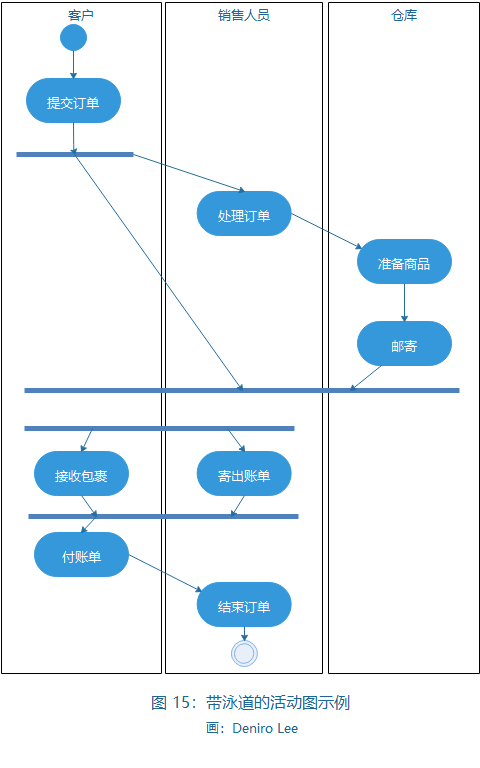 客户
销售人员
仓库
提交订单
处理订单
准备商品
邮寄
接收包裹
寄出账单
付账单
结束订单
图 15：带泳道的活动图示例
画：Deniro Lee